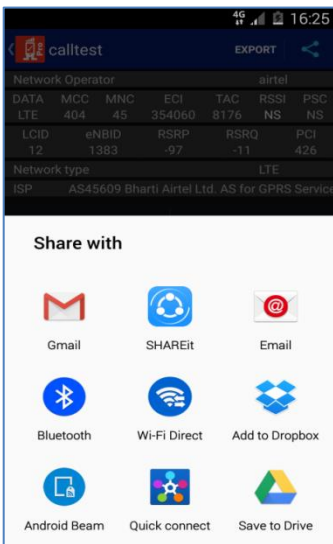 4G 16:25
Pro calltest EXPORT
Network Operator airtel
DATA MCC MNC ECI TAC RSSI PSC
LTE 404 45 354060 8176 NS NS
LCID eNBID RSRP RSRQ PCI
12 1383 -97 -11 426
Network type LTE
ISP AS45609 Bharti Airtel Ltd. AS for GPRS Service
Share with
Gmail SHAREit Email
Bluetooth Wi-Fi Direct Add to Dropbox
Android Beam Quick connect Save to Drive